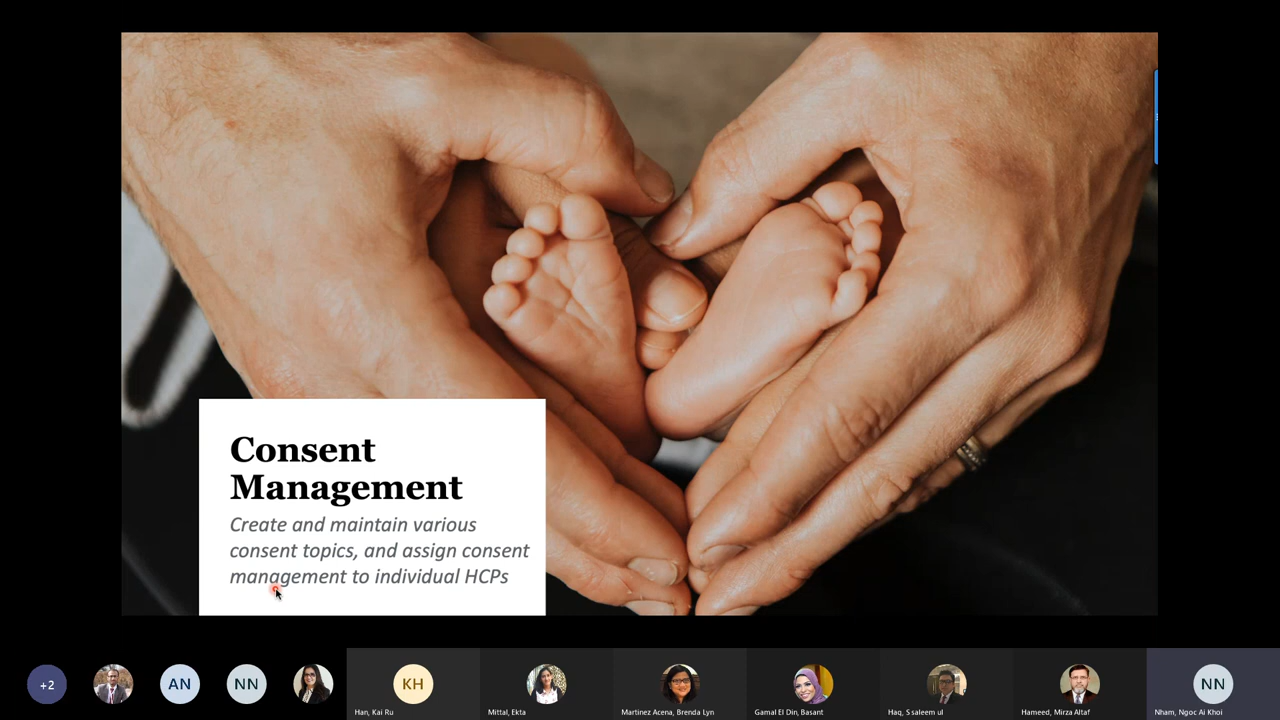 Consent
Management
Create and maintain various
consent topics, and assign consent
management to individual HCPs
+2
AN
NN
KH
Han, Kai Ru
Mittal, Ekta
Martinez Acena, Brenda Lyn
Gamal El Din, Basant
Haq, S saleem ul
Hameed, Mirza Altaf
NN
Nham, Ngoc Ai Khoi